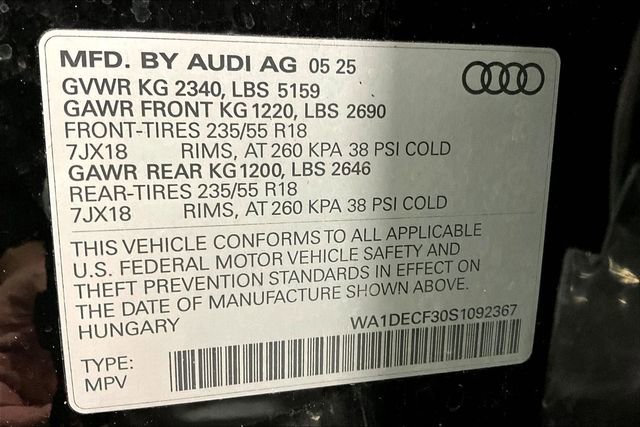 MFD. BY AUDI AG 05 25
GVWR KG 2340, LBS 5159
GAWR FRONT KG 1220, LBS 2690
FRONT-TIRES 235/55 R18
7JX18 RIMS, AT 260 KPA 38 PSI COLD
GAWR REAR KG 1200, LBS 2646
REAR-TIRES 235/55 R18
7JX18 RIMS, AT 260 KPA 38 PSI COLD
THIS VEHICLE CONFORMS TO ALL APPLICABLE
U.S. FEDERAL MOTOR VEHICLE SAFETY AND
THEFT PREVENTION STANDARDS IN EFFECT ON
THE DATE OF MANUFACTURE SHOWN ABOVE.
HUNGARY
WA1DECF30S1092367
TYPE:
MPV